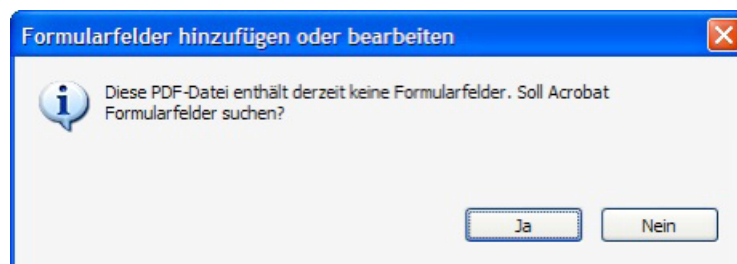 Formularfelder hinzufügen oder bearbeiten
Diese PDF-Datei enthält derzeit keine Formularfelder. Soll Acrobat
Formularfelder suchen?
Ja
Nein